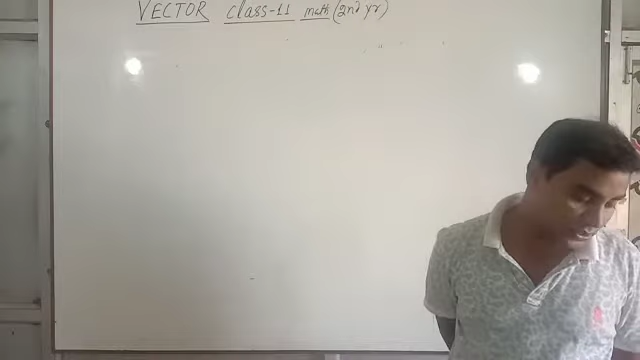 VECTOR class-11 math (2nd yr)